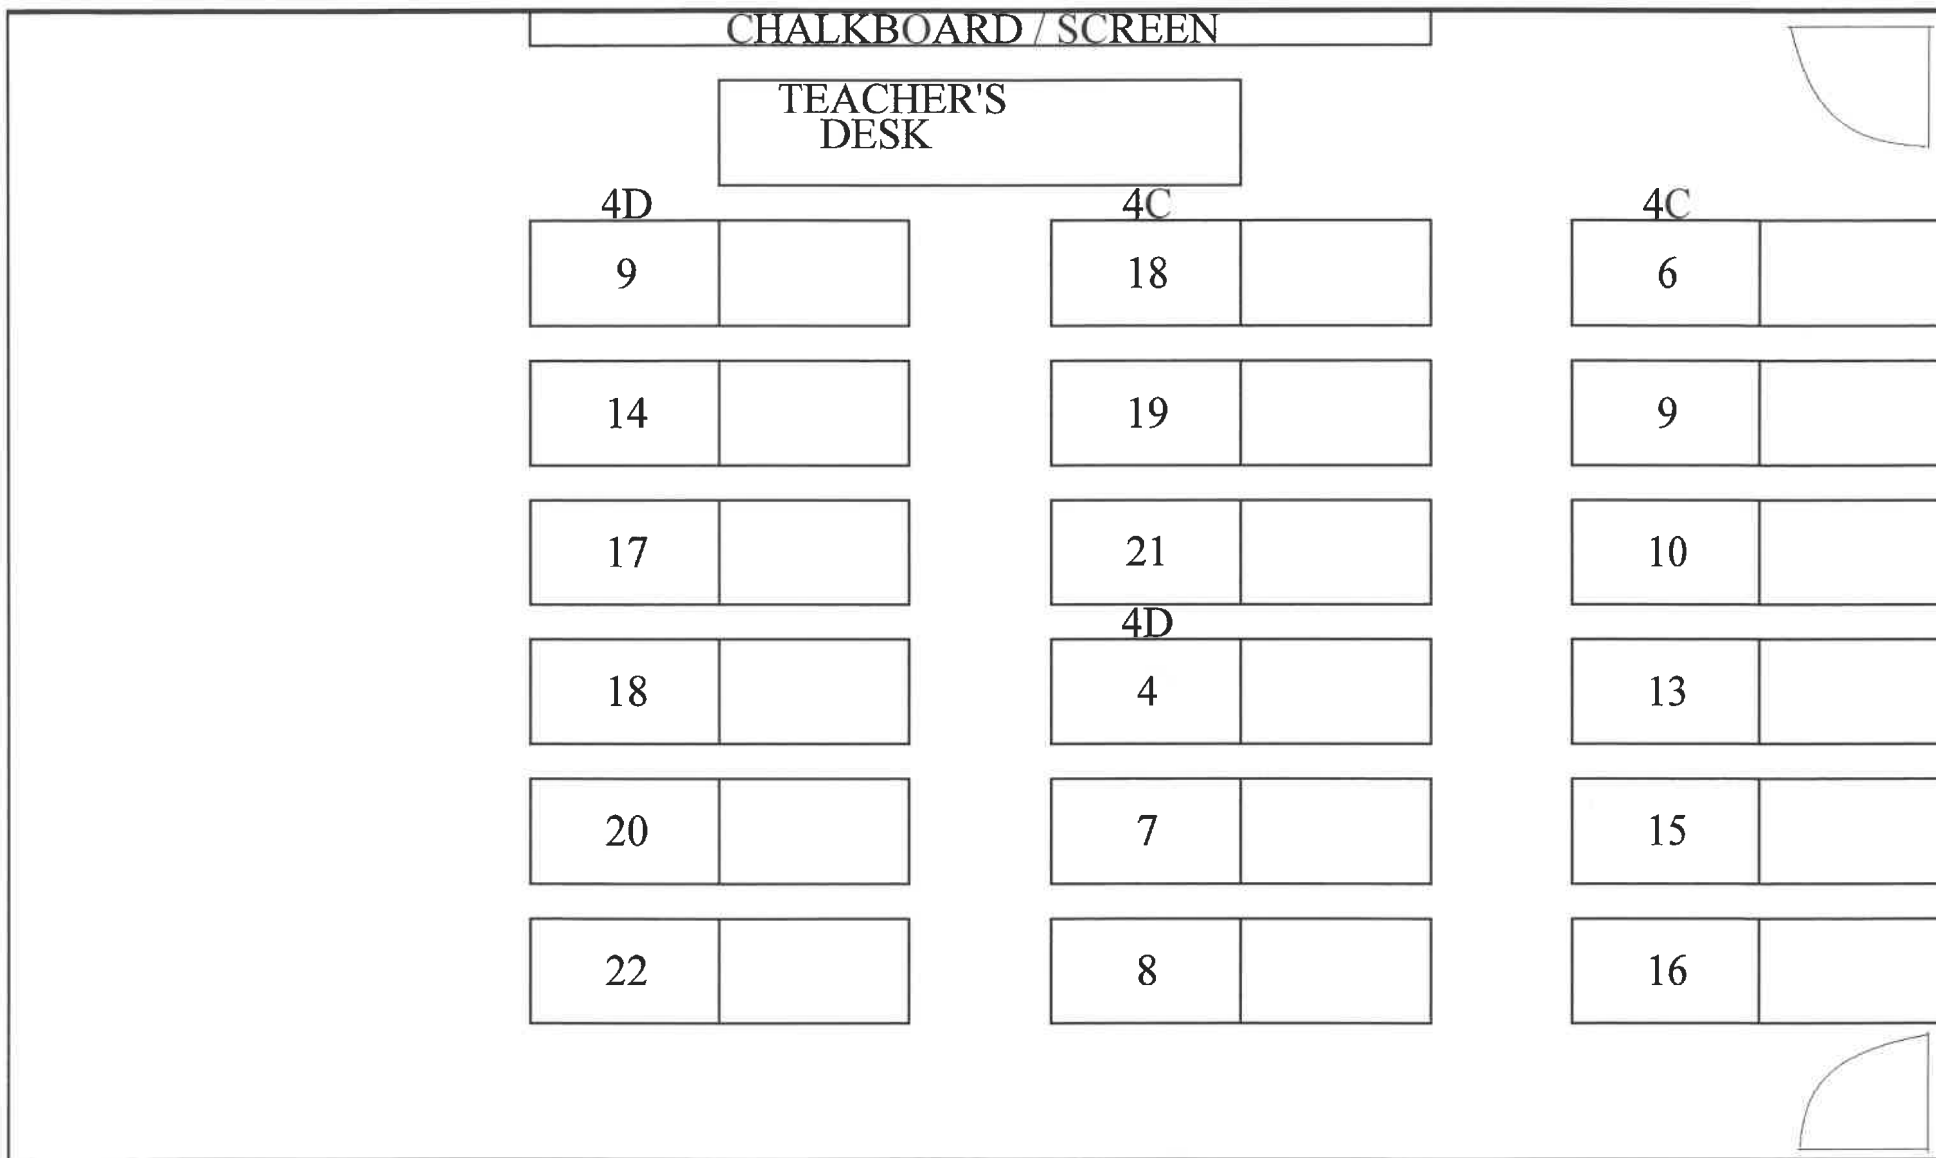 CHALKBOARD / SCREEN
TEACHER'S
DESK
4D 4C 4C
9 18 6
14 19 9
17 21 10
4D
18 4 13
20 7 15
22 8 16